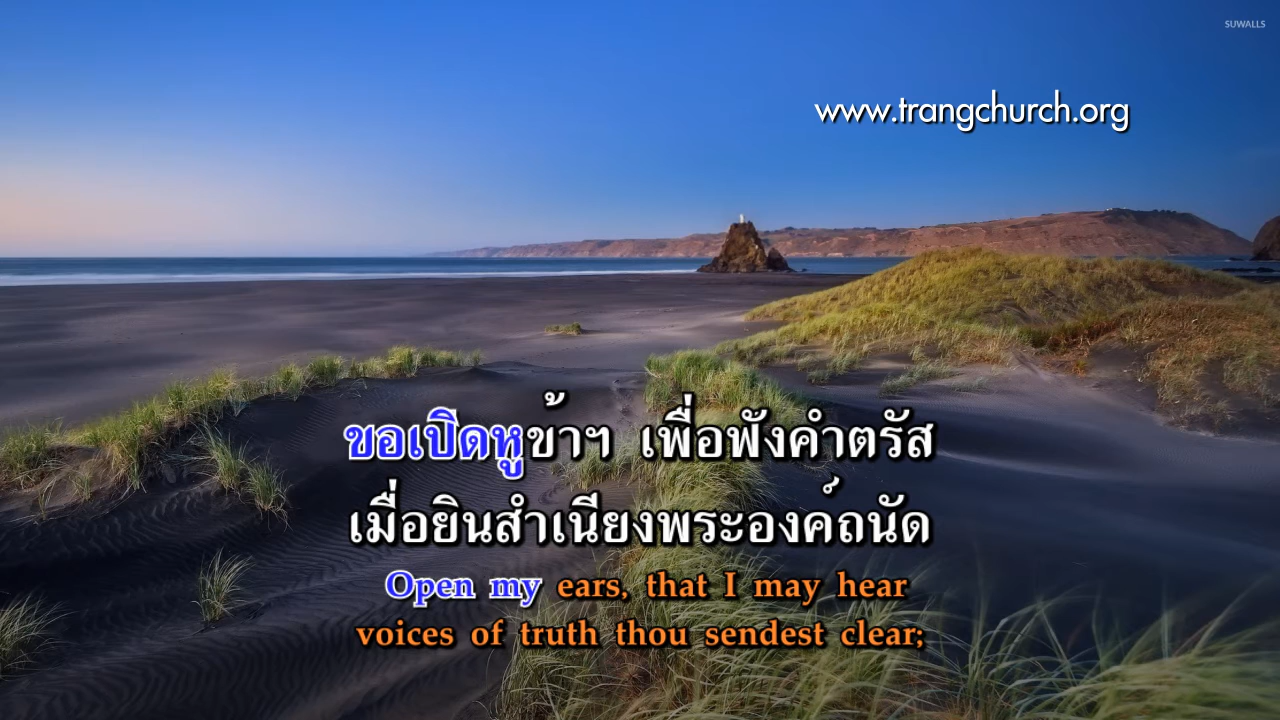 SUWALLS
www.trangchurch.org
ขอเปิดหูข้าฯ เพื่อฟังคำตรัส
เมื่อยินสำเนียงพระองค์ถนัด
Open my ears, that I may hear
voices of truth thou sendest clear;